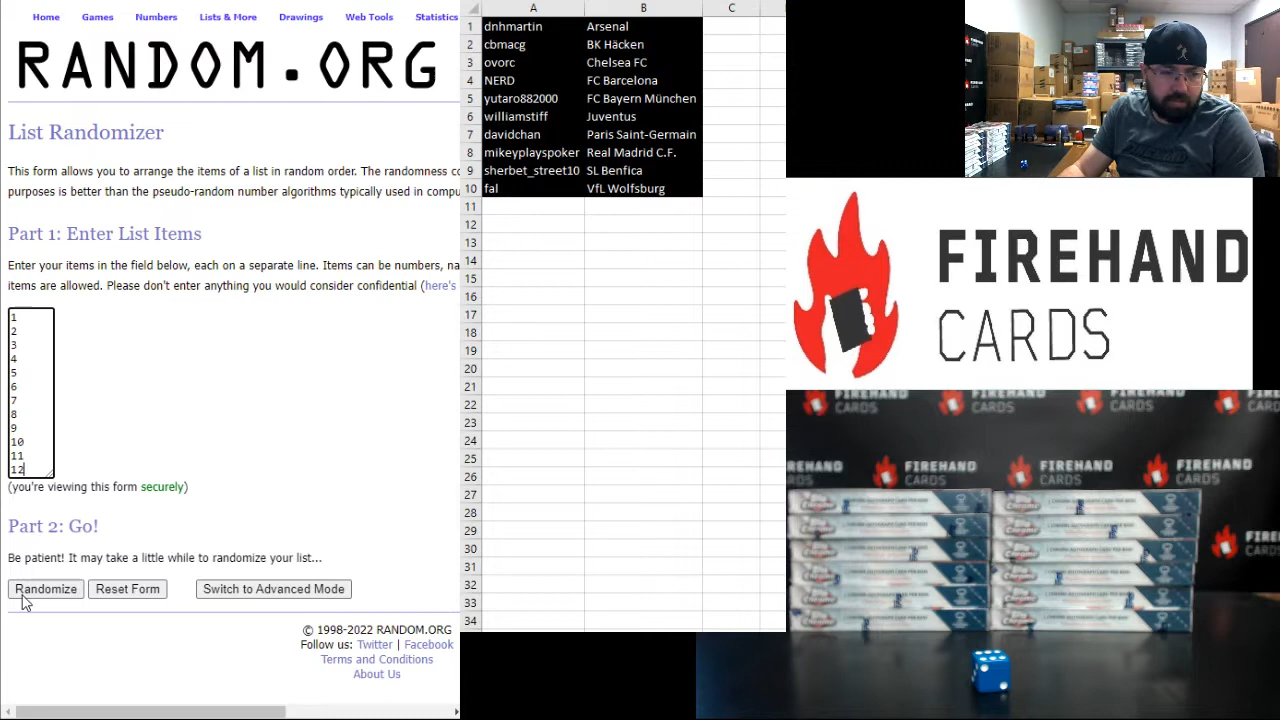 Home Games Numbers Lists & More Drawings Web Tools Statistics
RANDOM.ORG
List Randomizer
This form allows you to arrange the items of a list in random order. The randomness co
purposes is better than the pseudo-random number algorithms typically used in compu
Part 1: Enter List Items
Enter your items in the field below, each on a separate line. Items can be numbers, na
items are allowed. Please don't enter anything you would consider confidential (here's
1
2
3
4
5
6
7
8
9
10
11
12
(you're viewing this form securely)
Part 2: Go!
Be patient! It may take a little while to randomize your list...
Randomize Reset Form Switch to Advanced Mode
© 1998-2022 RANDOM.ORG
Follow us: Twitter | Facebook
Terms and Conditions
About Us
A B C
1 dnhmartin Arsenal
2 cbmacg BK Häcken
3 ovorc Chelsea FC
4 NERD FC Barcelona
5 yutaro882000 FC Bayern München
6 williamstiff Juventus
7 davidchan Paris Saint-Germain
8 mikeyplayspoker Real Madrid C.F.
9 sherbet_street10 SL Benfica
10 fal VfL Wolfsburg
11
12
13
14
15
16
17
18
19
20
21
22
23
24
25
26
27
28
29
30
31
32
33
34
FIREHAND
CARDS
CARDS
FIREHAND
CARDS
FIREHAND
CARDS
FIREHAND
CARDS